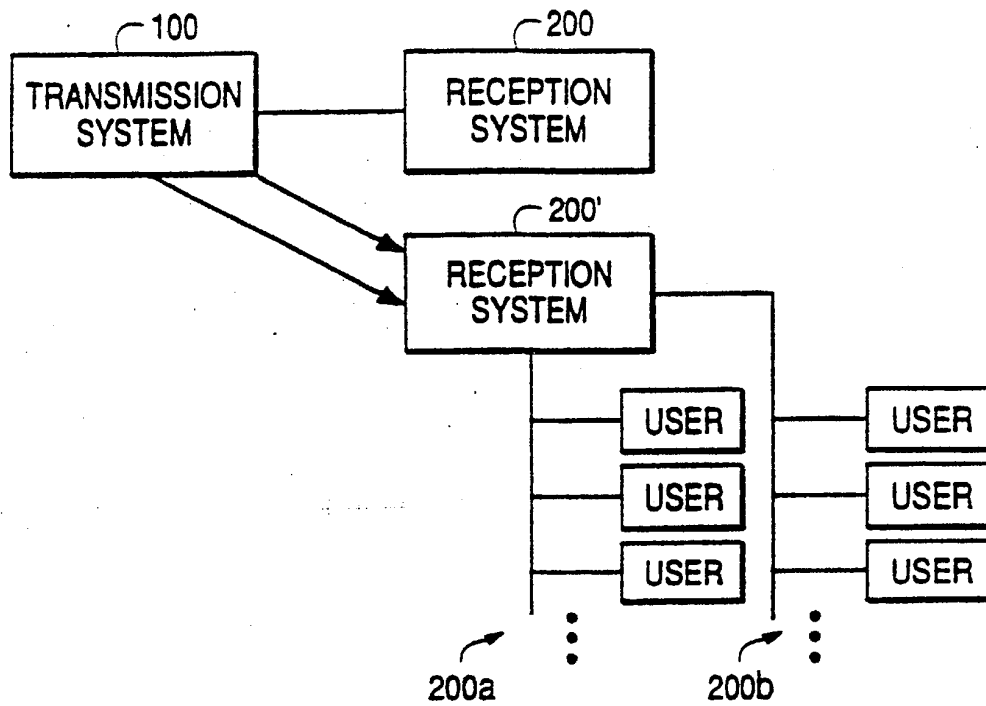 100
200
TRANSMISSION
SYSTEM
RECEPTION
SYSTEM
200'
RECEPTION
SYSTEM
USER
USER
USER
USER
USER
USER
200a
200b